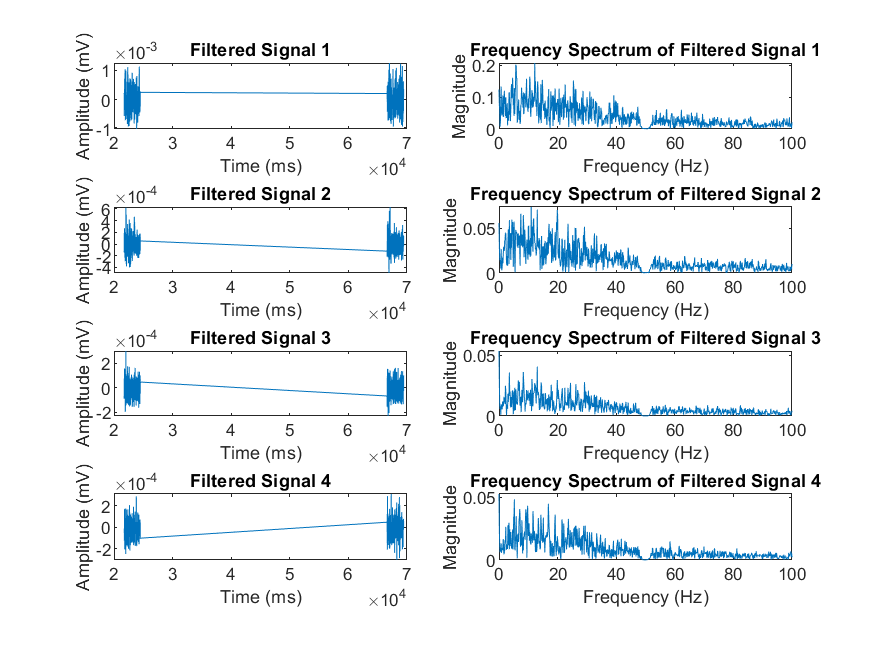 Filtered Signal 1
×10-3
Amplitude (mV)
1
0
-1
2 3 4 5 6 7
Time (ms)
×104
Frequency Spectrum of Filtered Signal 1
Magnitude
0.2
0.1
0
0 20 40 60 80 100
Frequency (Hz)
Filtered Signal 2
×10-4
Amplitude (mV)
6
4
2
0
-2
-4
2 3 4 5 6 7
Time (ms)
×104
Frequency Spectrum of Filtered Signal 2
Magnitude
0.05
0
0 20 40 60 80 100
Frequency (Hz)
Filtered Signal 3
×10-4
Amplitude (mV)
2
0
-2
2 3 4 5 6 7
Time (ms)
×104
Frequency Spectrum of Filtered Signal 3
Magnitude
0.05
0
0 20 40 60 80 100
Frequency (Hz)
Filtered Signal 4
×10-4
Amplitude (mV)
2
0
-2
2 3 4 5 6 7
Time (ms)
×104
Frequency Spectrum of Filtered Signal 4
Magnitude
0.05
0
0 20 40 60 80 100
Frequency (Hz)